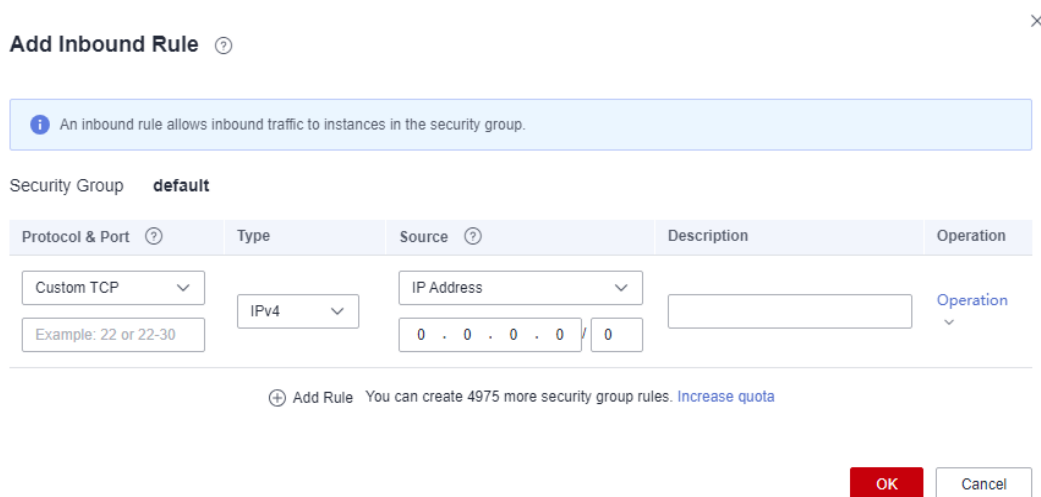 Add Inbound Rule
An inbound rule allows inbound traffic to instances in the security group.
Security Group default
Protocol & Port Type Source Description Operation
Custom TCP IP Address
IPv4 Operation
Example: 22 or 22-30 0 . 0 . 0 . 0 / 0
Add Rule You can create 4975 more security group rules. Increase quota
OK Cancel